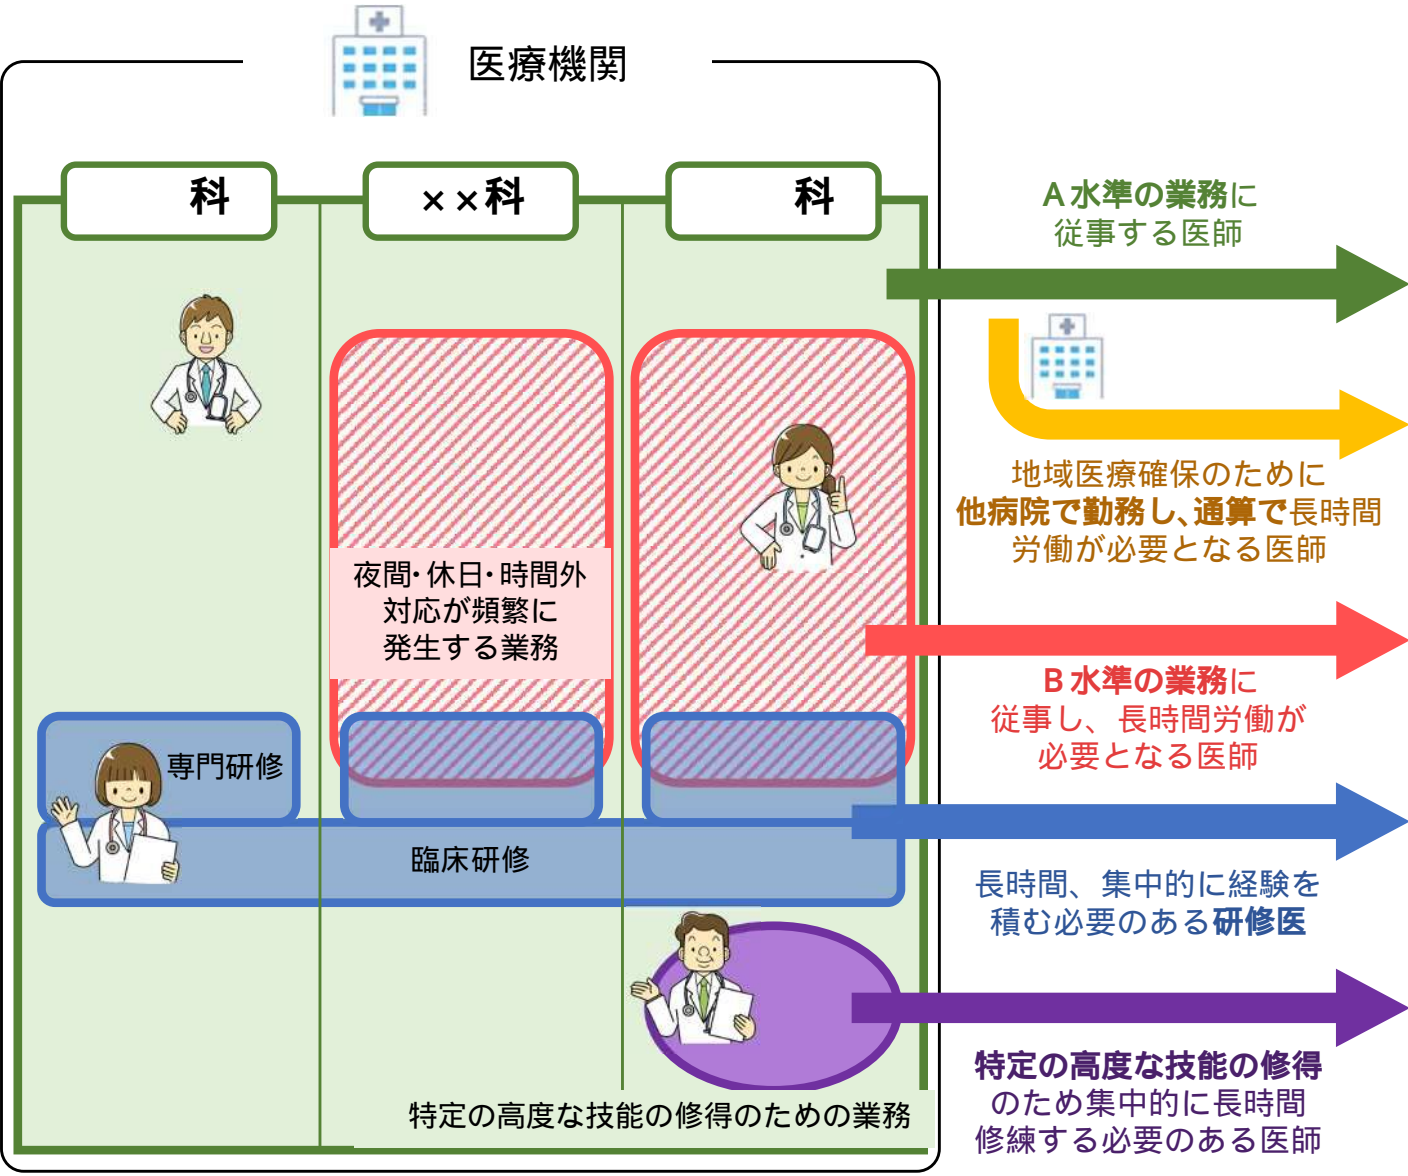 医療機関
科
××科
科
夜間・休日・時間外
対応が頻繁に
発生する業務
専門研修
臨床研修
特定の高度な技能の修得のための業務
A水準の業務に
従事する医師
地域医療確保のために
他病院で勤務し、通算で長時間
労働が必要となる医師
B水準の業務に
従事し、長時間労働が
必要となる医師
長時間、集中的に経験を
積む必要のある研修医
特定の高度な技能の修得
のため集中的に長時間
修練する必要のある医師